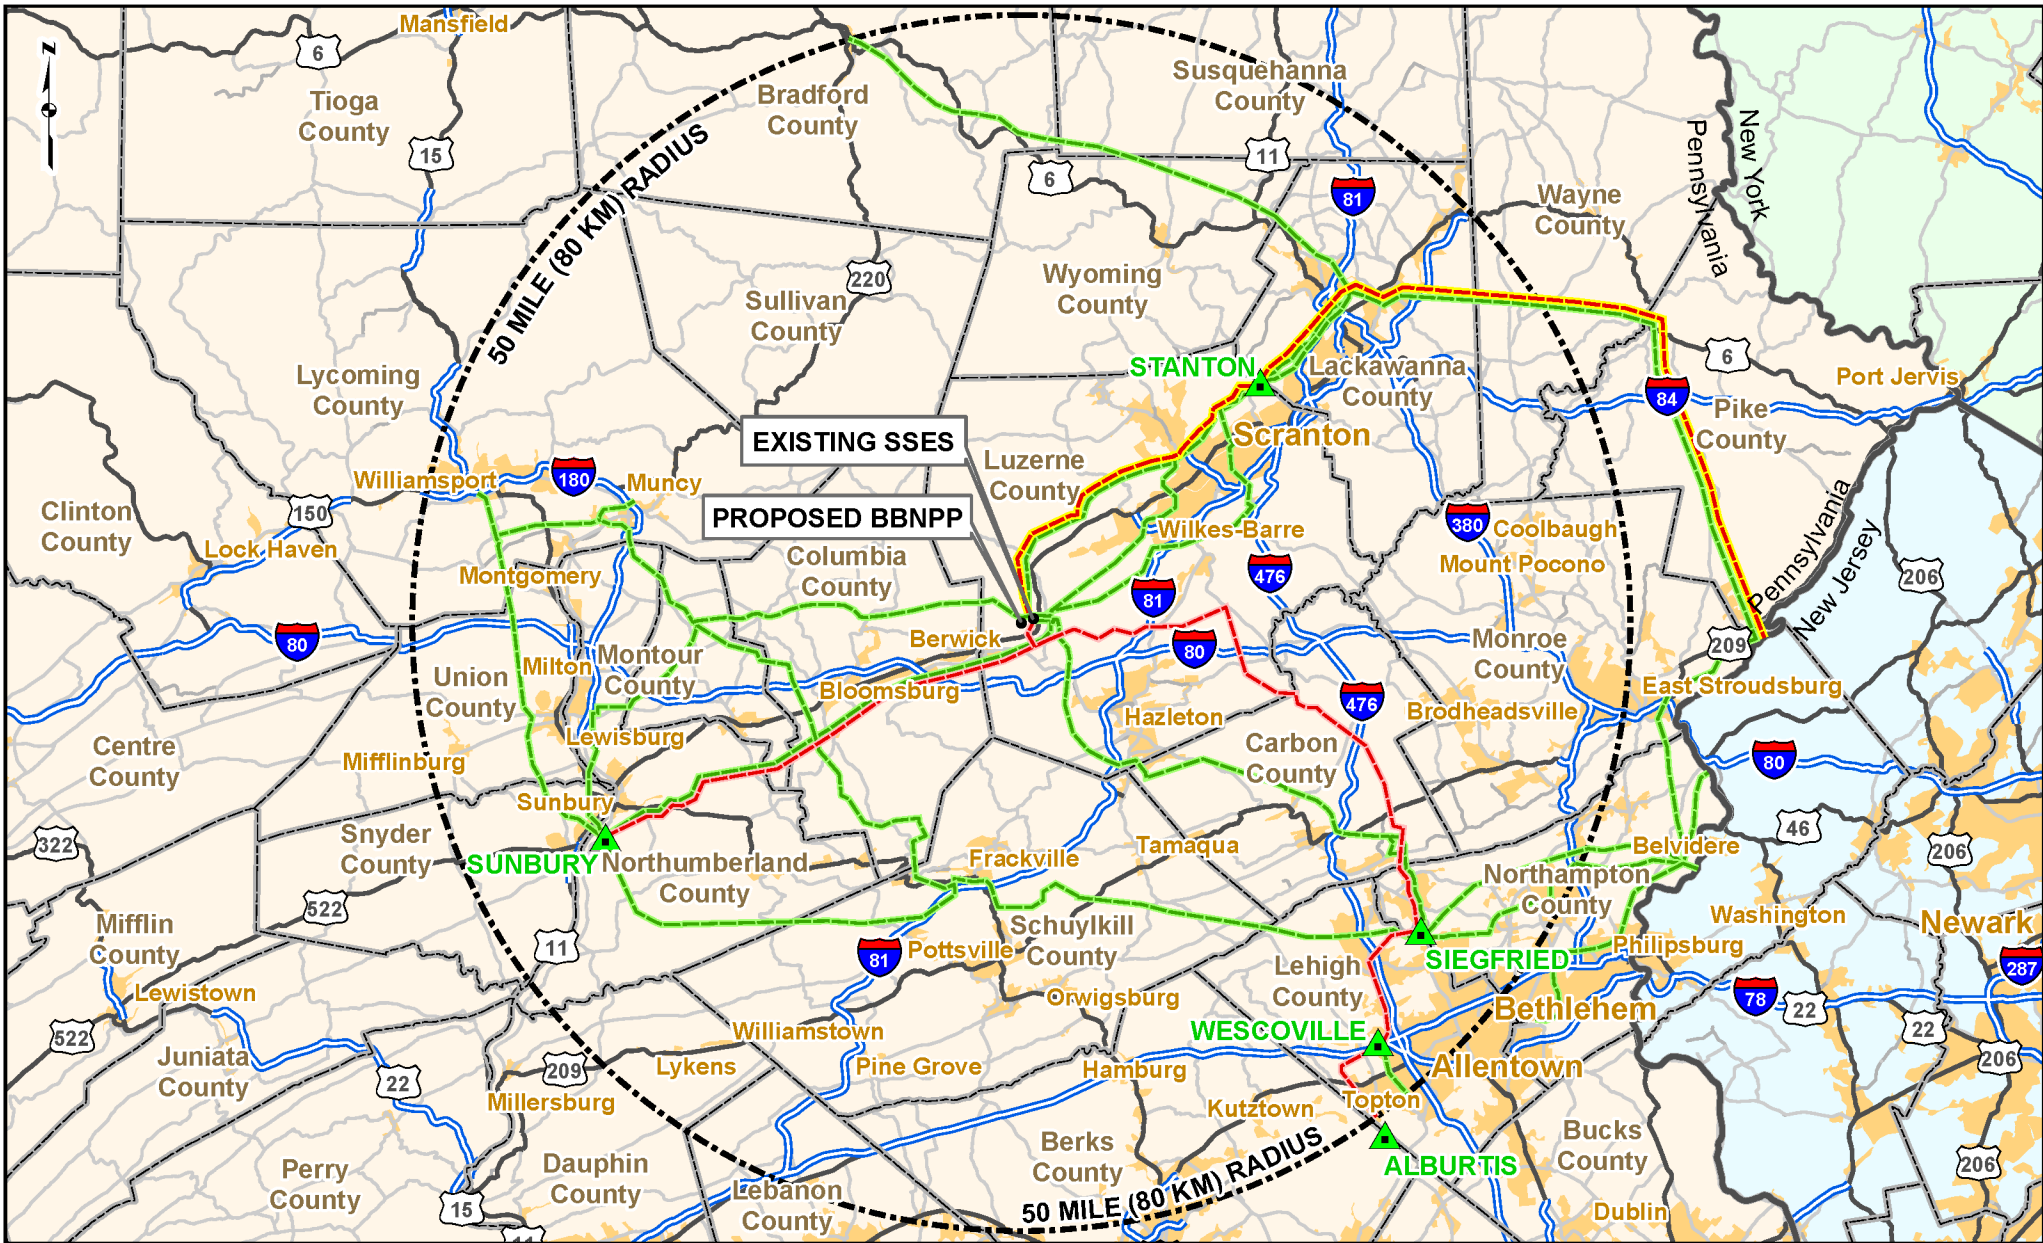 Mansfield
6
Tioga
County
Bradford
County
Susquehanna
County
N
15
11
6
81
New York
Pennsylvania
Wayne
County
50 MILE (80 KM) RADIUS
220
Sullivan
County
Wyoming
County
Lycoming
County
STANTON
Lackawanna
County
6
Port Jervis
84
Pike
County
EXISTING SSES
Scranton
Luzerne
County
Williamsport
180
Muncy
150
Clinton
County
PROPOSED BBNPP
Lock Haven
Wilkes-Barre
380
Coolbaugh
Mount Pocono
Columbia
County
Montgomery
476
81
206
Pennsylvania
New Jersey
80
Berwick
80
Monroe
County
209
Milton
Montour
County
Union
County
Bloomsburg
East Stroudsburg
476
Brodheadsville
Hazleton
Lewisburg
Centre
County
Mifflinburg
Carbon
County
80
Sunbury
Snyder
County
322
SUNBURY
Northumberland
County
Frackville
Tamaqua
46
Belvidere
206
Northampton
County
522
Mifflin
County
11
81
Pottsville
Schuylkill
County
Washington
Newark
SIEGFRIED
Philipsburg
Lehigh
County
287
Lewistown
Orwigsburg
78
22
Bethlehem
522
Williamstown
WESCOVILLE
22
Juniata
County
22
209
Lykens
Pine Grove
Hamburg
Allentown
206
Millersburg
Kutztown
Topton
Berks
County
Bucks
County
50 MILE (80 KM) RADIUS
ALBURTIS
Perry
County
Dauphin
County
Lebanon
County
206
15
Dublin
11